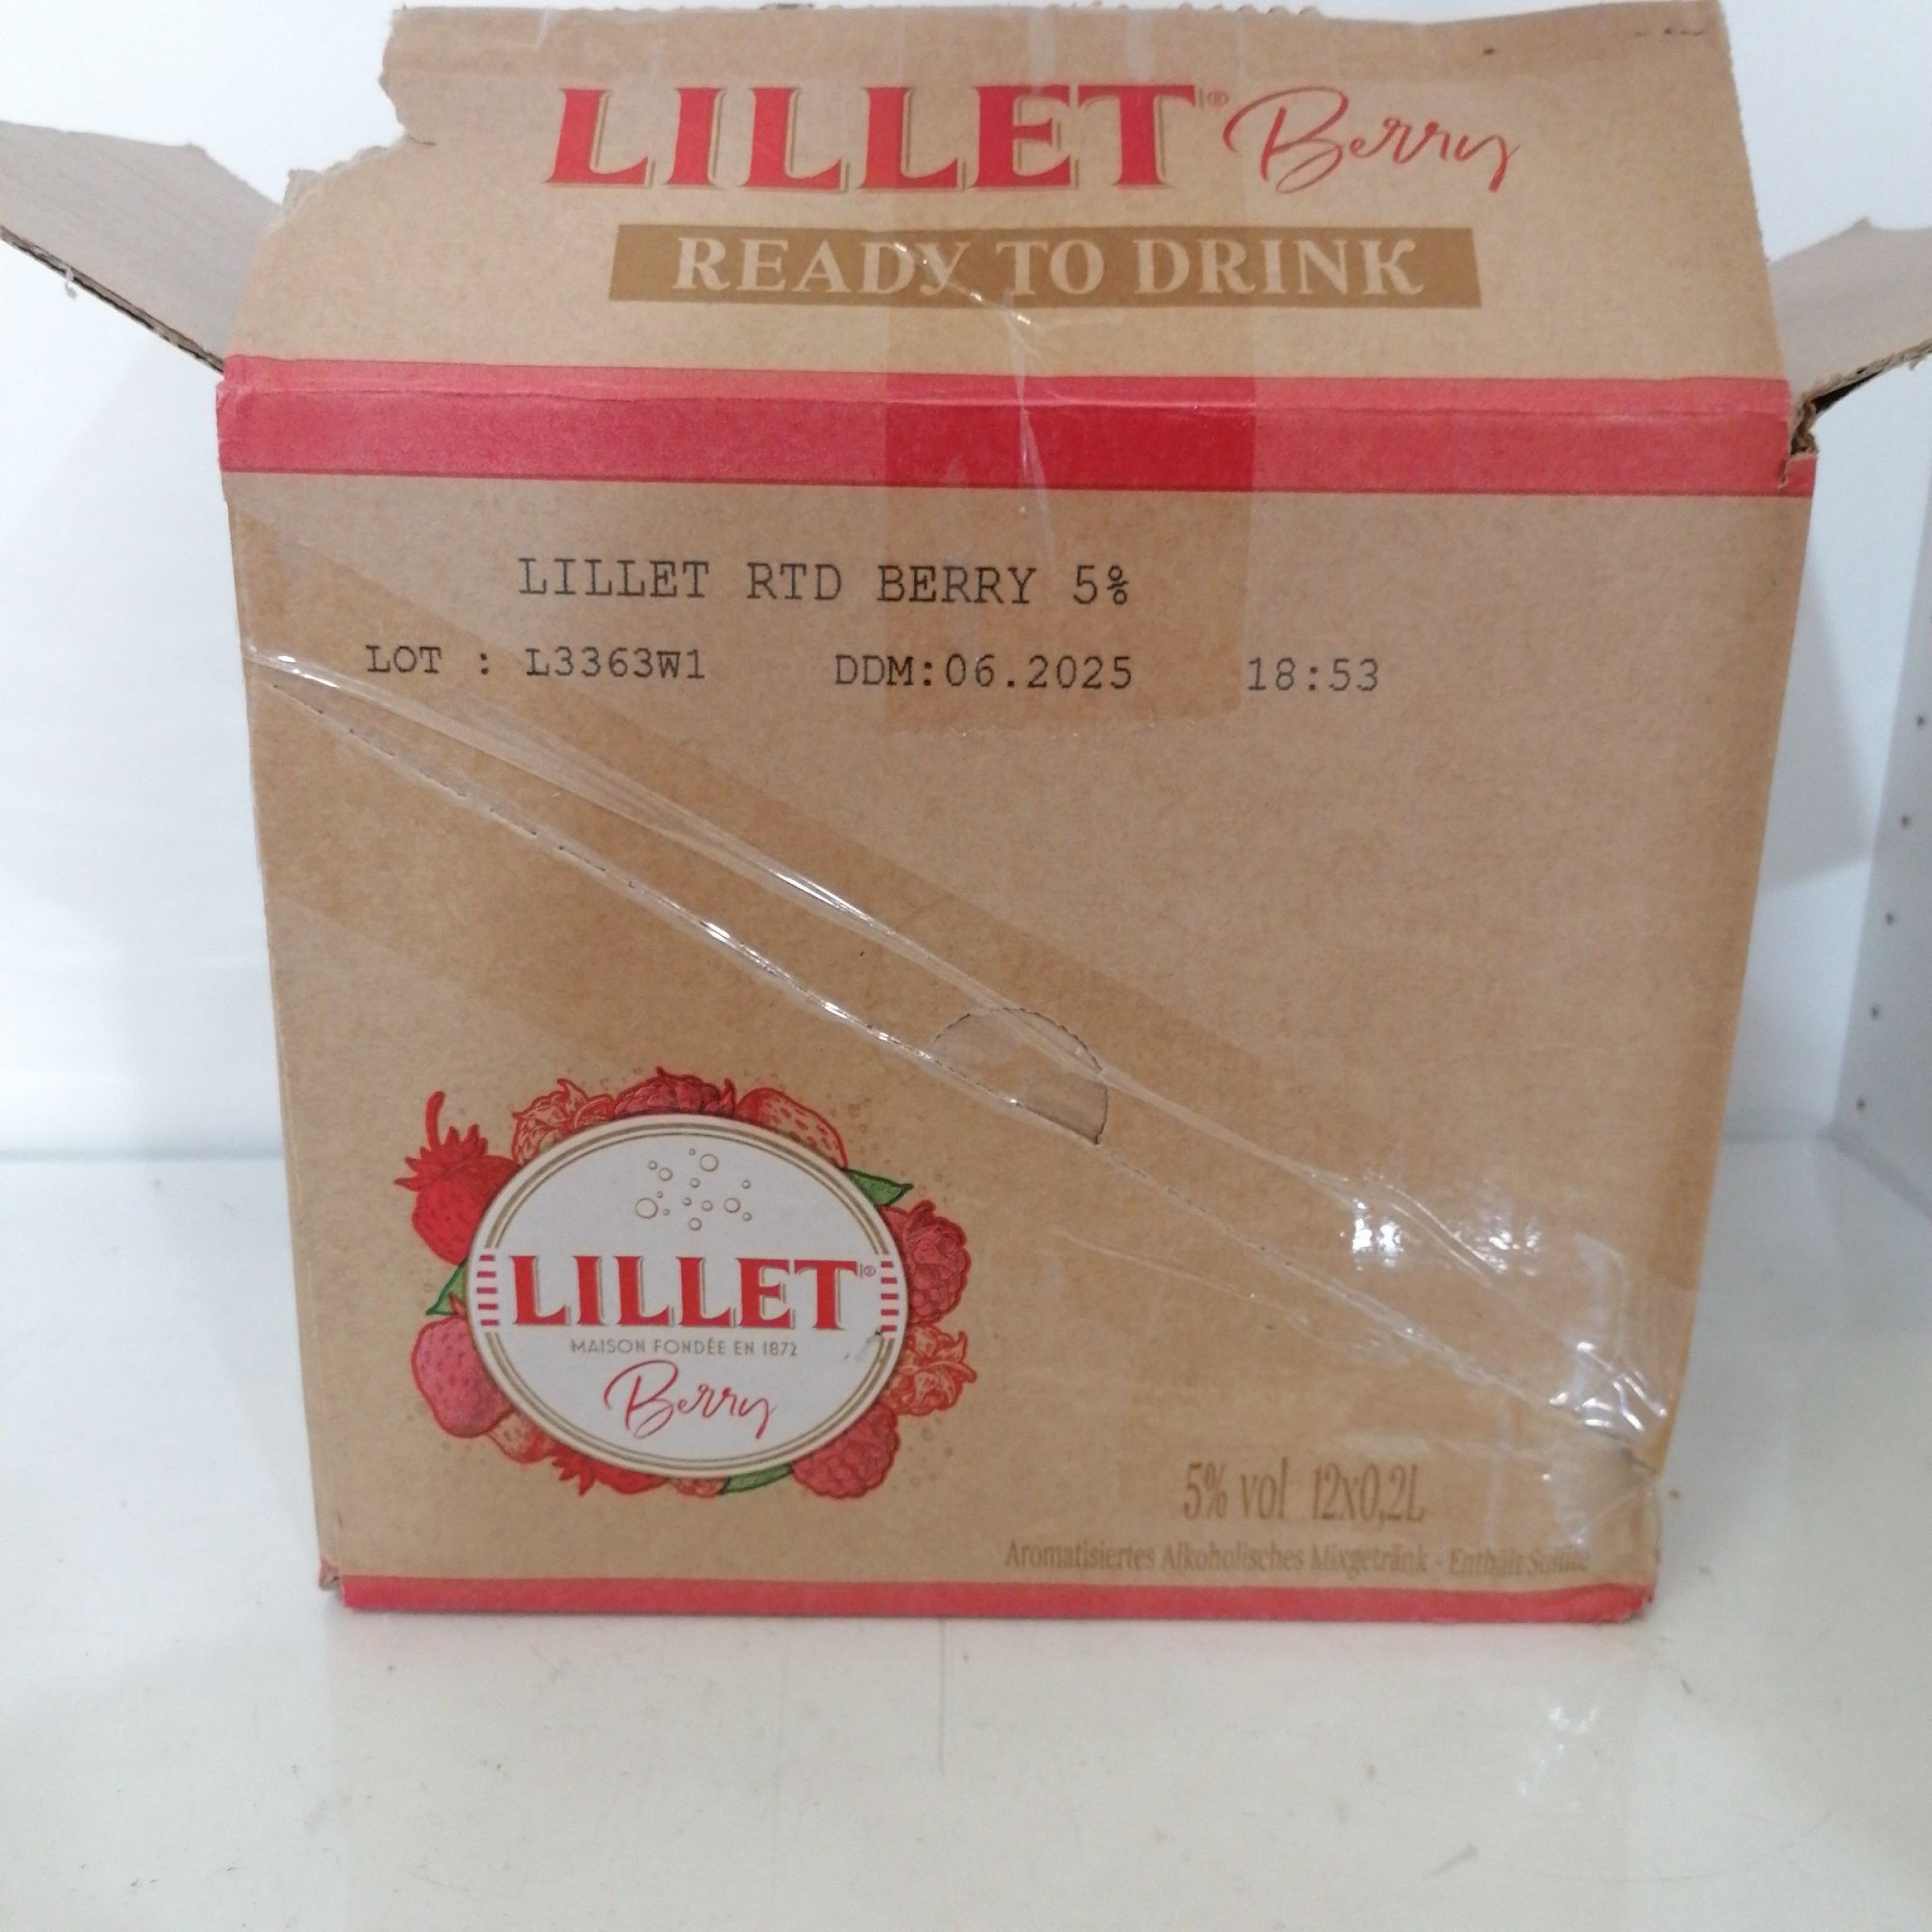 LILLET® Berry
READY TO DRINK
LILLET RTD BERRY 5%
LOT : L3363W1 DDM:06.2025 18:53
LILLET®
MAISON FONDÉE EN 1872
Berry
5% vol 12x0,2L
Aromatisiertes Alkoholisches Mixgetränk - Enthält Sulfite